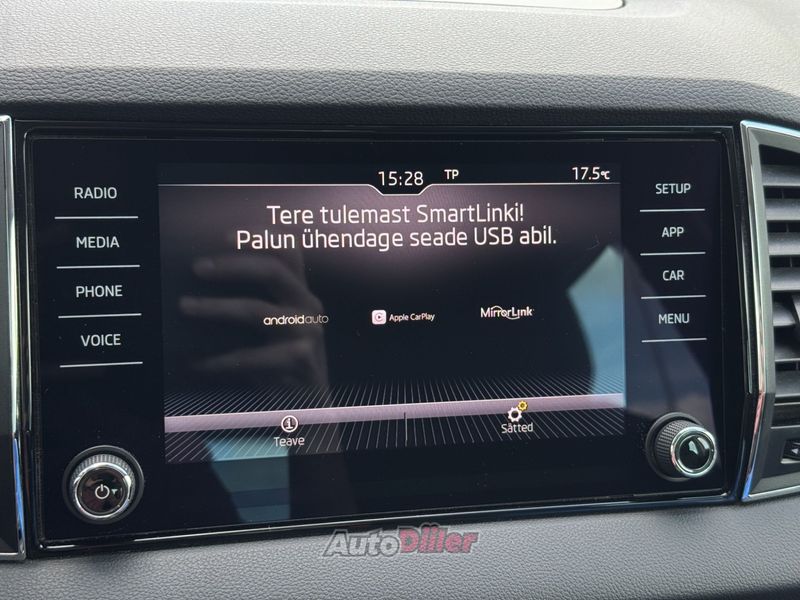 RADIO
MEDIA
PHONE
VOICE
15:28 TP 17.5°C
Tere tulemast SmartLinki!
Palun ühendage seade USB abil.
androidauto
Apple CarPlay
MirrorLink
Teave
Sätted
SETUP
APP
CAR
MENU
AutoDiiler